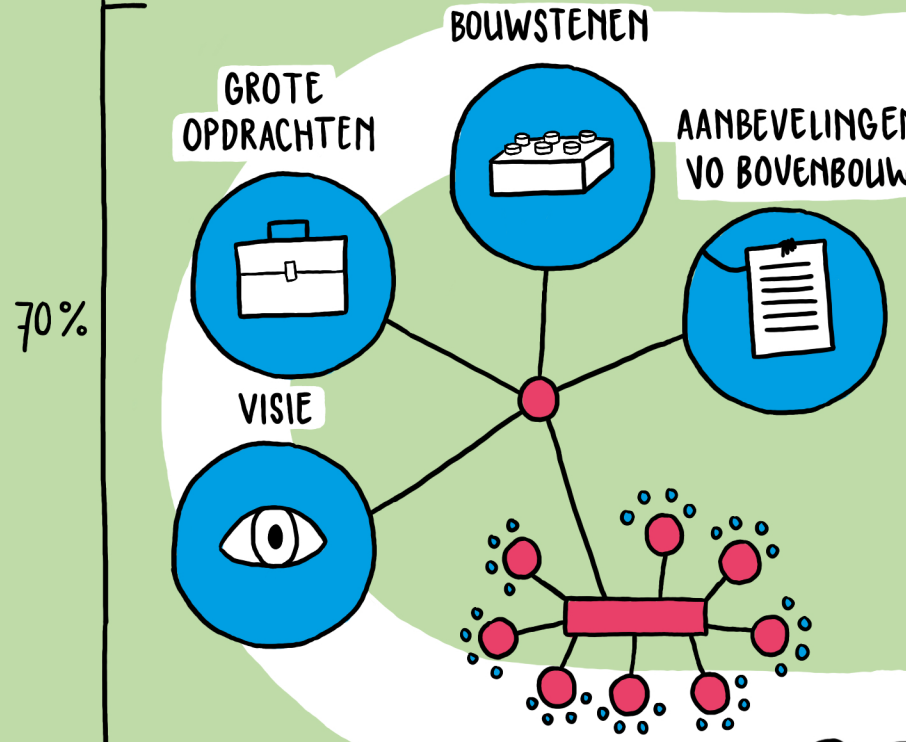 BOUWSTENEN
GROTE
OPDRACHTEN
AANBEVELINGEN
VO BOVENBOUW
70%
VISIE